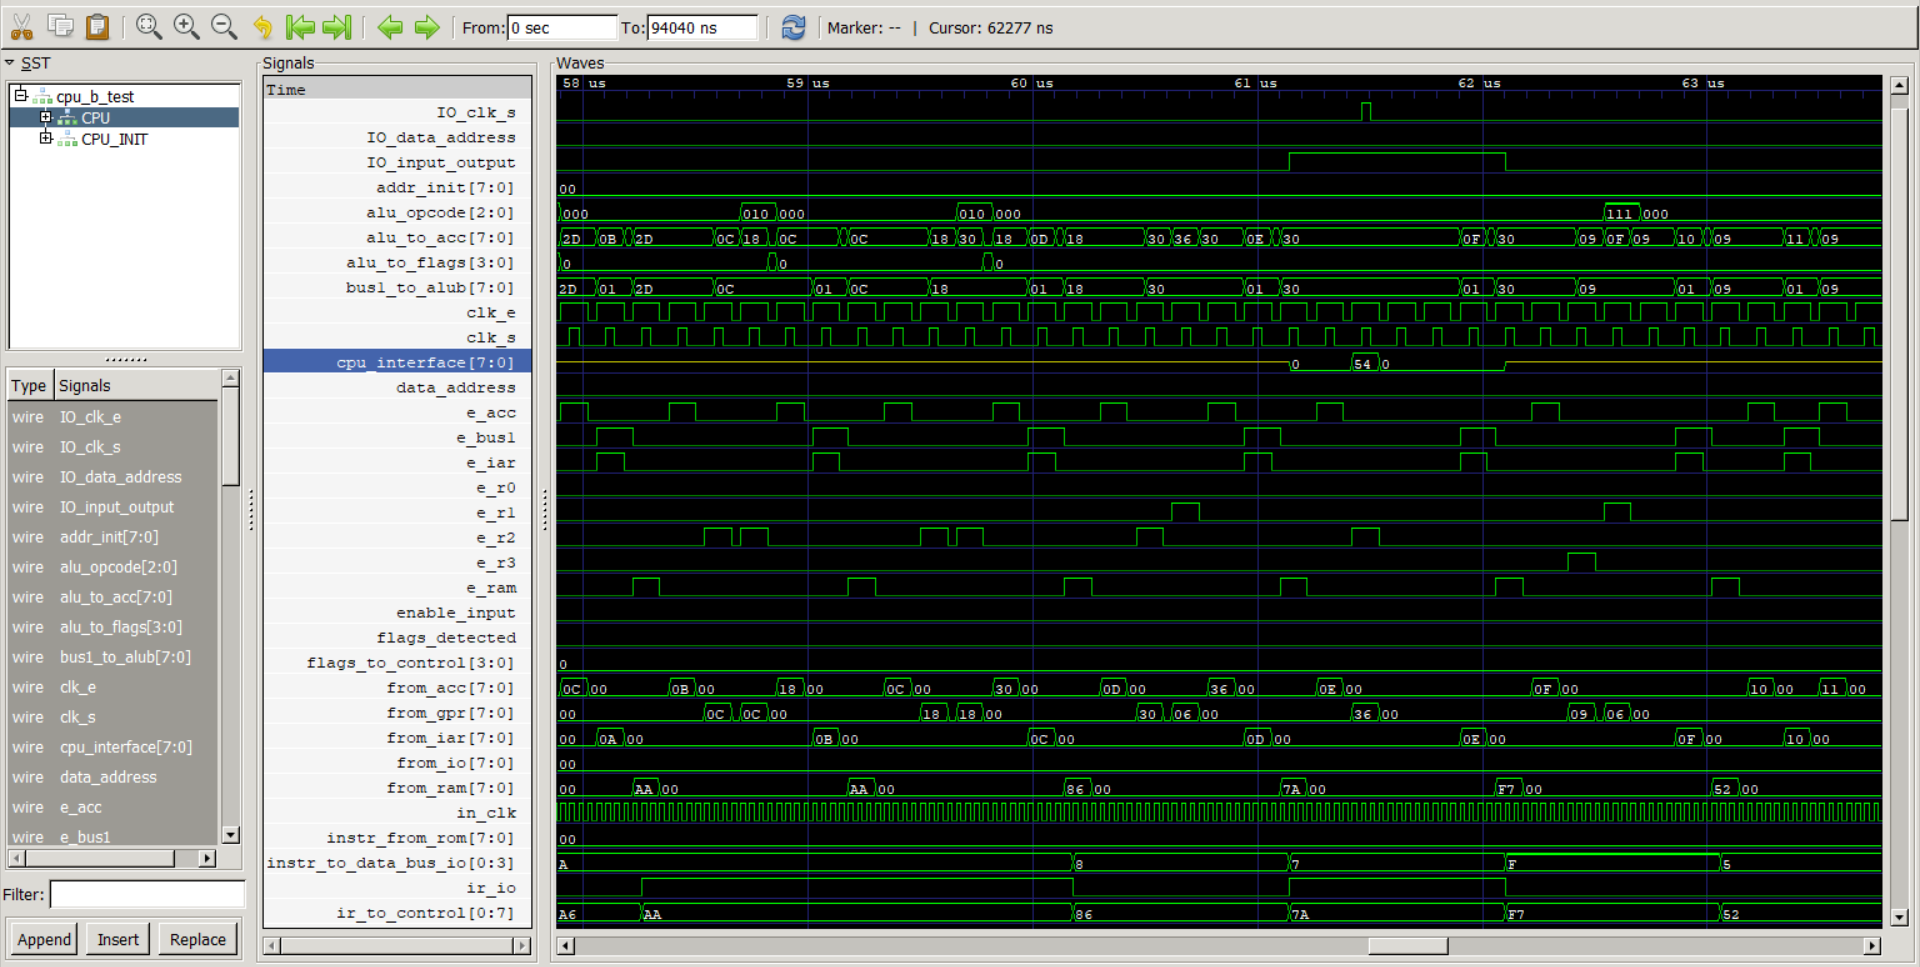 From: 0 sec To: 94040 ns Marker: -- | Cursor: 62277 ns
SST
cpu_b_test
CPU
CPU_INIT
Type Signals
wire IO_clk_e
wire IO_clk_s
wire IO_data_address
wire IO_input_output
wire addr_init[7:0]
wire alu_opcode[2:0]
wire alu_to_acc[7:0]
wire alu_to_flags[3:0]
wire bus1_to_alub[7:0]
wire clk_e
wire clk_s
wire cpu_interface[7:0]
wire data_address
wire e_acc
wire e_bus1
Filter:
Append Insert Replace
Signals
Time
IO_clk_s
IO_data_address
IO_input_output
addr_init[7:0]
alu_opcode[2:0]
alu_to_acc[7:0]
alu_to_flags[3:0]
bus1_to_alub[7:0]
clk_e
clk_s
cpu_interface[7:0]
data_address
e_acc
e_bus1
e_iar
e_r0
e_r1
e_r2
e_r3
e_ram
enable_input
flags_detected
flags_to_control[3:0]
from_acc[7:0]
from_gpr[7:0]
from_iar[7:0]
from_io[7:0]
from_ram[7:0]
in_clk
instr_from_rom[7:0]
instr_to_data_bus_io[0:3]
ir_io
ir_to_control[0:7]
Waves
58 us 59 us 60 us 61 us 62 us 63 us
00
000 010 000 010 000 111 000
2D 0B 2D 0C 18 0C 0C 18 30 18 0D 18 30 36 30 0E 30 0F 30 09 0F 09 10 09 11 09
0 0 0
2D 01 2D 0C 01 0C 18 01 18 30 01 30 01 30 09 01 09 01 09
0 54 0
0
0C 00 0B 00 18 00 0C 00 30 00 0D 00 36 00 0E 00 0F 00 10 00 11 00
00 0C 0C 00 18 18 00 30 06 00 36 00 09 06 00
00 0A 00 0B 00 0C 00 0D 00 0E 00 0F 00 10 00
00
00 AA 00 AA 00 86 00 7A 00 F7 00 52 00
00
A 8 7 F 5
A6 AA 86 7A F7 52